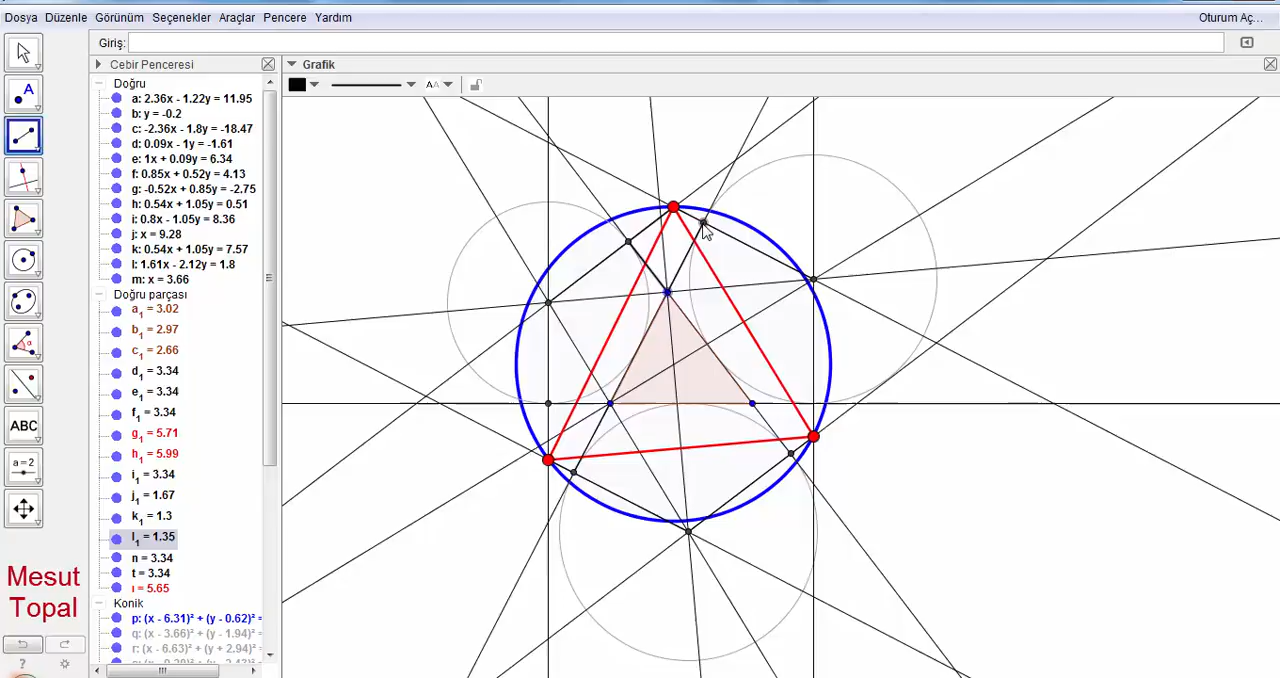 Dosya Düzenle Görünüm Seçenekler Araçlar Pencere Yardım Oturum Aç...
Giriş:
Cebir Penceresi
Grafik
Doğru
a: 2.36x - 1.22y = 11.95
b: y = -0.2
c: -2.36x - 1.8y = -18.47
d: 0.09x - 1y = -1.61
e: 1x + 0.09y = 6.34
f: 0.85x + 0.52y = 4.13
g: -0.52x + 0.85y = -2.75
h: 0.54x + 1.05y = 0.51
i: 0.8x - 1.05y = 8.36
j: x = 9.28
k: 0.54x + 1.05y = 7.57
l: 1.61x - 2.12y = 1.8
m: x = 3.66
Doğru parçası
a1 = 3.02
b1 = 2.97
c1 = 2.66
d1 = 3.34
e1 = 3.34
f1 = 3.34
g1 = 5.71
h1 = 5.99
i1 = 3.34
j1 = 1.67
k1 = 1.3
l1 = 1.35
n = 3.34
t = 3.34
ı = 5.65
Konik
p: (x - 6.31)² + (y - 0.62)² =
q: (x - 3.66)² + (y - 1.94)² =
r: (x - 6.63)² + (y + 2.94)² =
A
ABC
a = 2
AA
α
Mesut
Topal
?